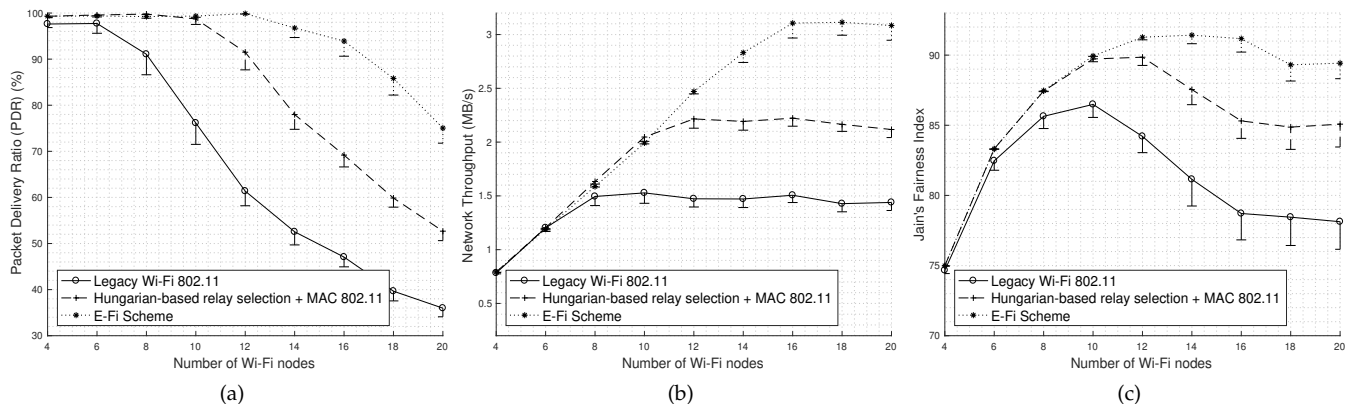 Packet Delivery Ratio (PDR) (%)
100
90
80
70
60
50
40
30
Legacy Wi-Fi 802.11
Hungarian-based relay selection + MAC 802.11
E-Fi Scheme
4 6 8 10 12 14 16 18 20
Number of Wi-Fi nodes
(a)
Network Throughput (MB/s)
3
2.5
2
1.5
1
0.5
Legacy Wi-Fi 802.11
Hungarian-based relay selection + MAC 802.11
E-Fi Scheme
4 6 8 10 12 14 16 18 20
Number of Wi-Fi nodes
(b)
Jain's Fairness Index
90
85
80
75
70
Legacy Wi-Fi 802.11
Hungarian-based relay selection + MAC 802.11
E-Fi Scheme
4 6 8 10 12 14 16 18 20
Number of Wi-Fi nodes
(c)